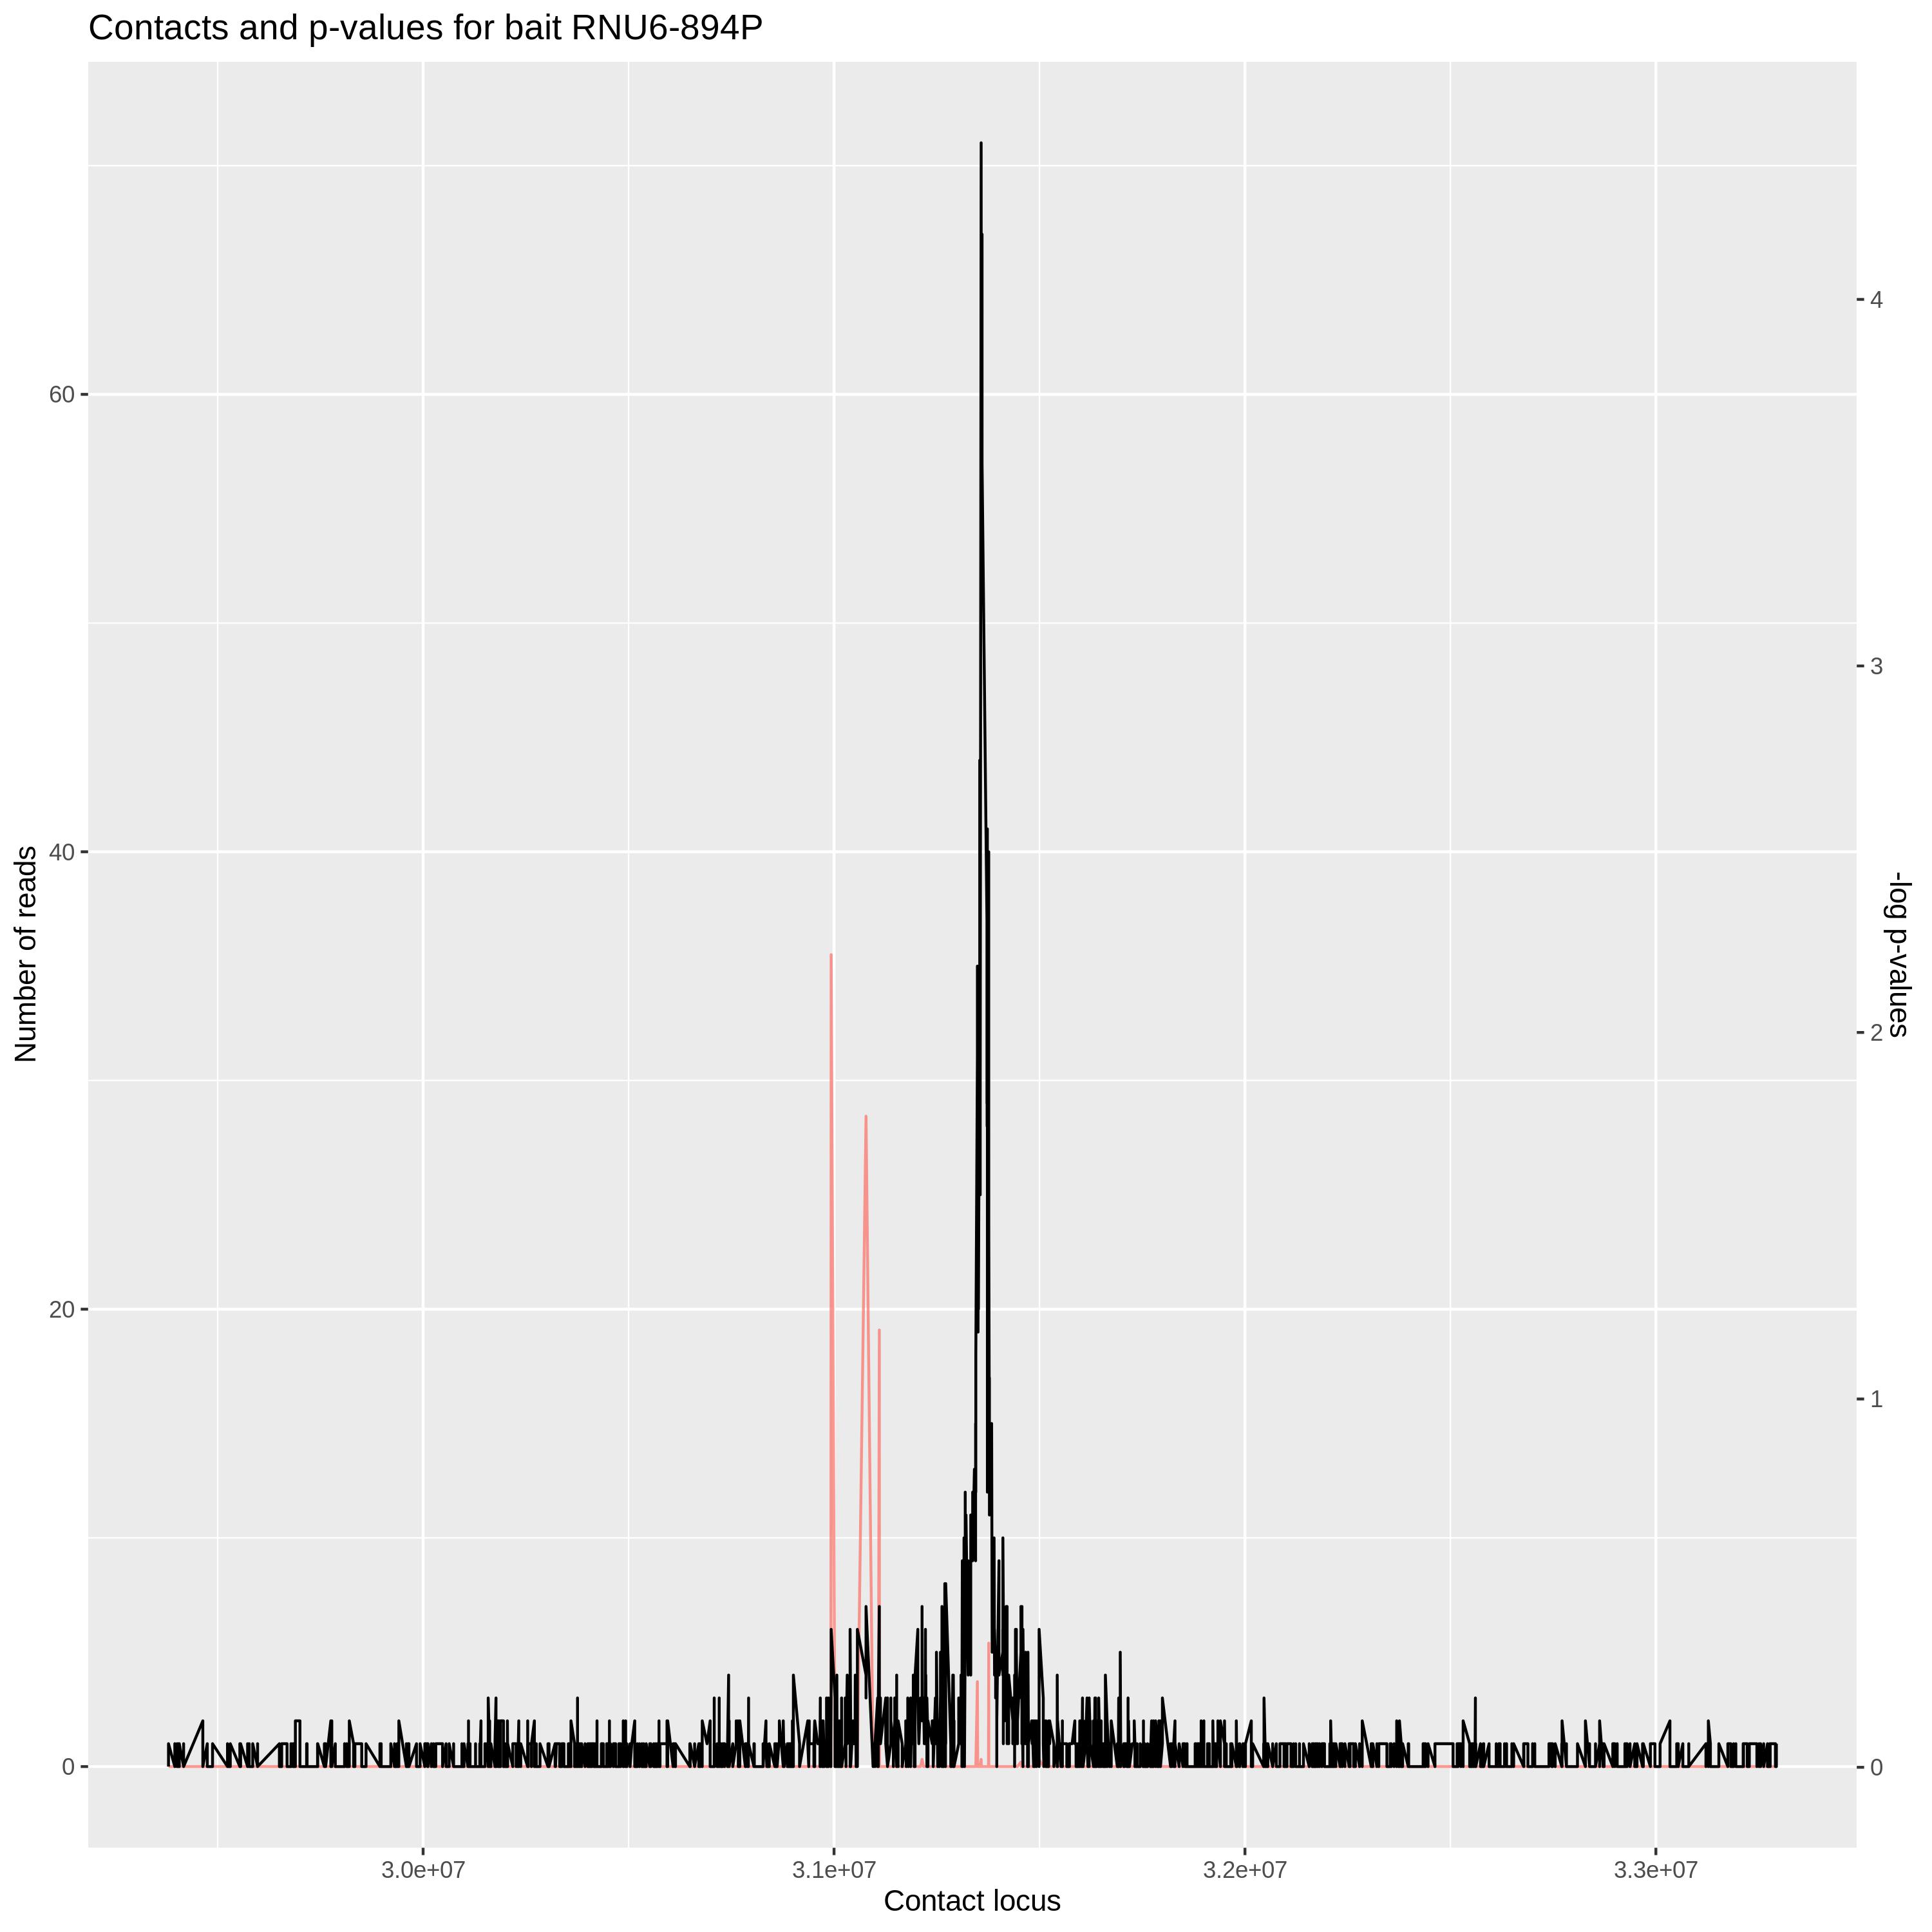 Contacts and p-values for bait RNU6-894P
60
40
20
0
Number of reads
4
3
2
1
0
-log p-values
3.0e+07
3.1e+07
3.2e+07
3.3e+07
Contact locus